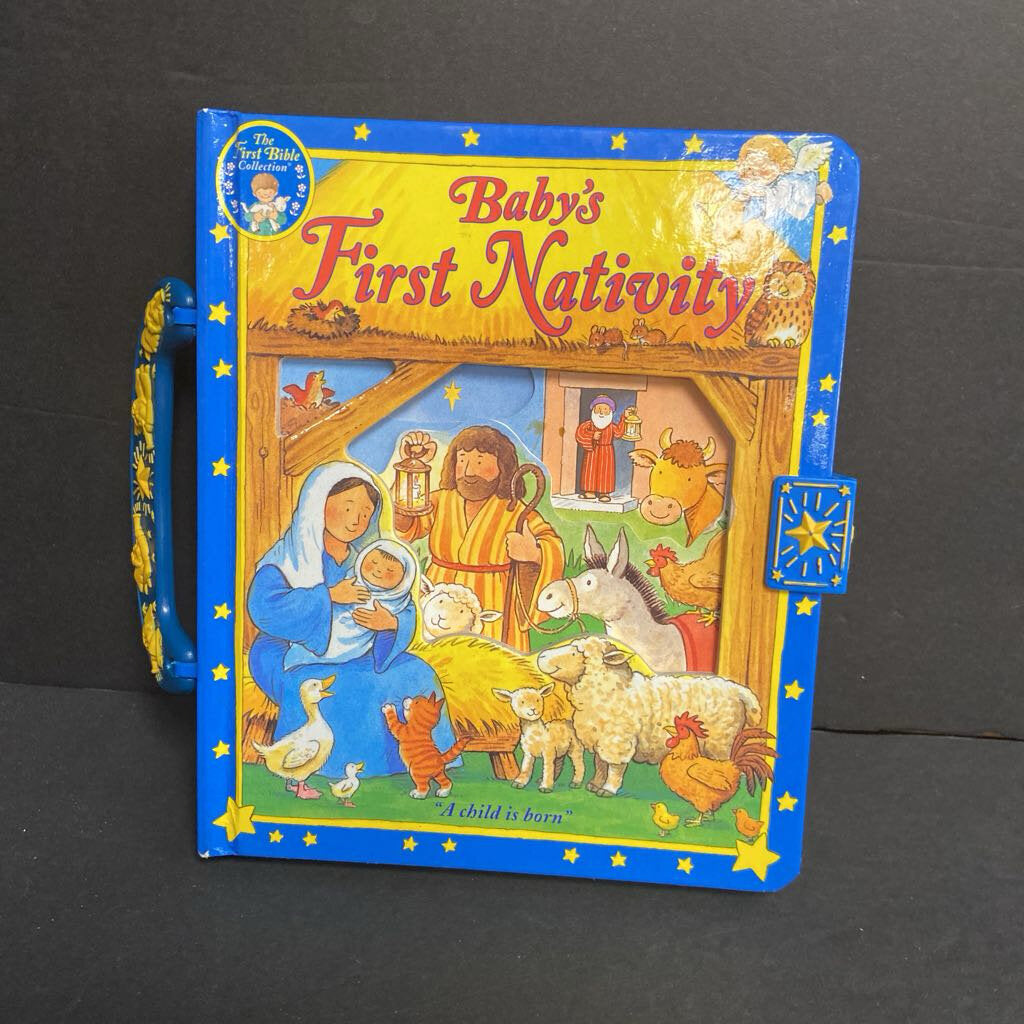 The
First Bible
Collection®
Baby's
First Nativity
"A child is born"